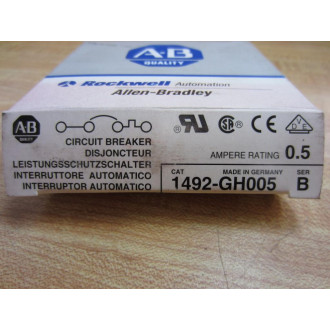 A-B
QUALITY
Rockwell Automation
Allen-Bradley
A-B
QUALITY
CIRCUIT BREAKER
DISJONCTEUR
LEISTUNGSSCHUTZSCHALTER
INTERRUTTORE AUTOMATICO
INTERRUPTOR AUTOMATICO
AMPERE RATING 0.5
CAT MADE IN GERMANY SER
1492-GH005 B